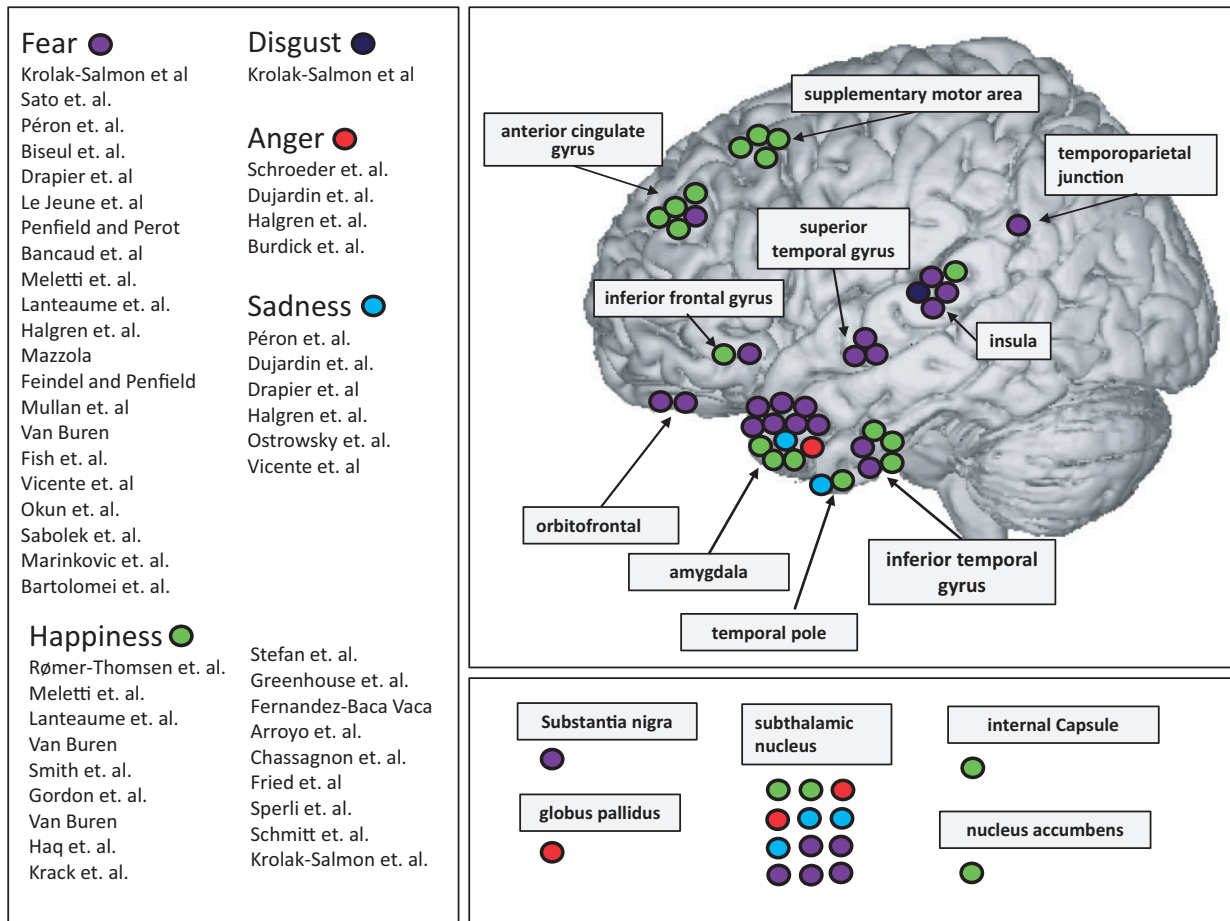 Fear
Krolak-Salmon et al
Sato et. al.
Péron et. al.
Biseul et. al.
Drapier et. al
Le Jeune et. al
Penfield and Perot
Bancaud et. al
Meletti et. al.
Lanteaume et. al.
Halgren et. al.
Mazzola
Feindel and Penfield
Mullan et. al
Van Buren
Fish et. al.
Vicente et. al
Okun et. al.
Sabolek et. al.
Marinkovic et. al.
Bartolomei et. al.
Disgust
Krolak-Salmon et al
Anger
Schroeder et. al.
Dujardin et. al.
Halgren et. al.
Burdick et. al.
Sadness
Péron et. al.
Dujardin et. al.
Drapier et. al
Halgren et. al.
Ostrowsky et. al.
Vicente et. al
Happiness
Rømer-Thomsen et. al.
Meletti et. al.
Lanteaume et. al.
Van Buren
Smith et. al.
Gordon et. al.
Van Buren
Haq et. al.
Krack et. al.
Stefan et. al.
Greenhouse et. al.
Fernandez-Baca Vaca
Arroyo et. al.
Chassagnon et. al.
Fried et. al
Sperli et. al.
Schmitt et. al.
Krolak-Salmon et. al.
supplementary motor area
anterior cingulate
gyrus
temporoparietal
junction
superior
temporal gyrus
inferior frontal gyrus
insula
orbitofrontal
amygdala
inferior temporal
gyrus
temporal pole
Substantia nigra
subthalamic
nucleus
internal Capsule
globus pallidus
nucleus accumbens